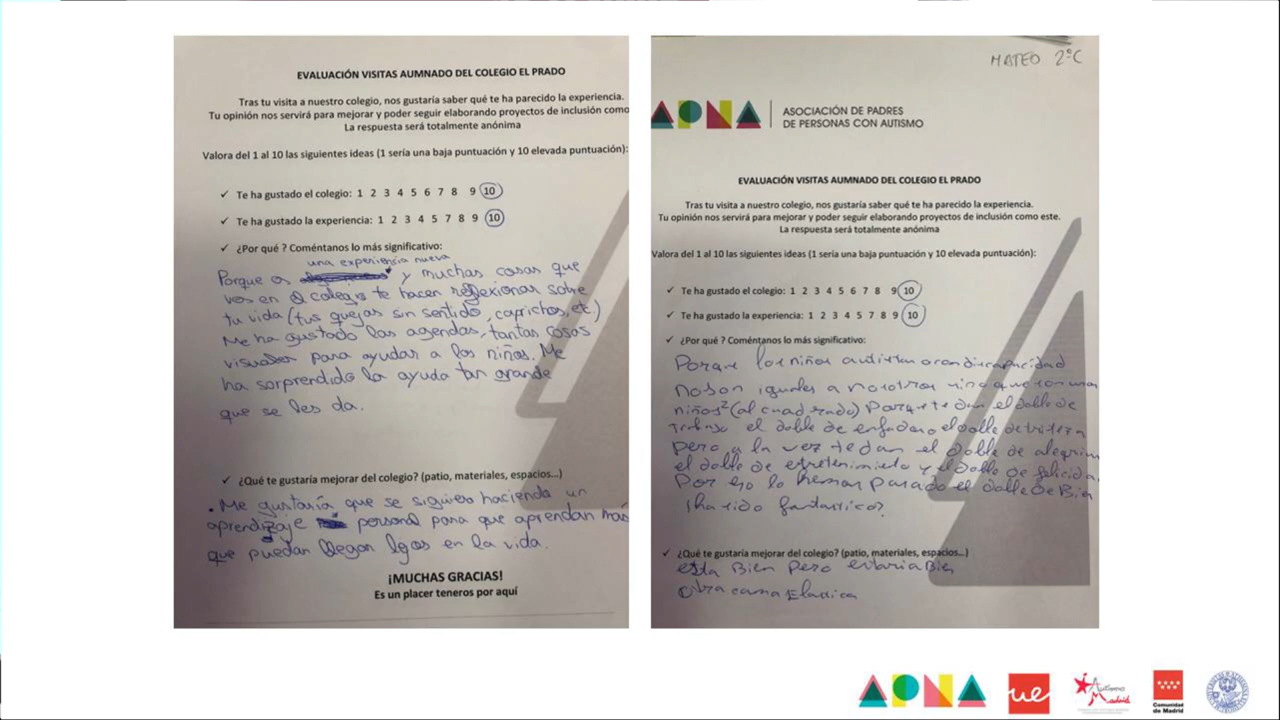 EVALUACIÓN VISITAS AUMNADO DEL COLEGIO EL PRADO
Tras tu visita a nuestro colegio, nos gustaría saber qué te ha parecido la experiencia.
Tu opinión nos servirá para mejorar y poder seguir elaborando proyectos de inclusión como
La respuesta será totalmente anónima
Valora del 1 al 10 las siguientes ideas (1 sería una baja puntuación y 10 elevada puntuación):
✓ Te ha gustado el colegio: 1 2 3 4 5 6 7 8 9 10
✓ Te ha gustado la experiencia: 1 2 3 4 5 6 7 8 9 10
✓ ¿Por qué ? Coméntanos lo más significativo:
una experiencia nueva
Porque es y muchas cosas que
ves en el colegio te hacen reflexionar sobre
tu vida (tus quejas sin sentido, caprichos, etc.)
Me ha gustado las agendas, tantas cosas
visuales para ayudar a los niños. Me
ha sorprendido la ayuda tan grande
que se les da.
✓ ¿Qué te gustaría mejorar del colegio? (patio, materiales, espacios...)
. Me gustaría que se siguiera haciendo un
aprendizaje personal para que aprendan más
que puedan llegar lejos en la vida.
¡MUCHAS GRACIAS!
Es un placer teneros por aquí
MATEO 2ºC
APNA
ASOCIACIÓN DE PADRES
DE PERSONAS CON AUTISMO
EVALUACIÓN VISITAS AUMNADO DEL COLEGIO EL PRADO
Tras tu visita a nuestro colegio, nos gustaría saber qué te ha parecido la experiencia.
Tu opinión nos servirá para mejorar y poder seguir elaborando proyectos de inclusión como este.
La respuesta será totalmente anónima
Valora del 1 al 10 las siguientes ideas (1 sería una baja puntuación y 10 elevada puntuación):
✓ Te ha gustado el colegio: 1 2 3 4 5 6 7 8 9 10
✓ Te ha gustado la experiencia: 1 2 3 4 5 6 7 8 9 10
✓ ¿Por qué ? Coméntanos lo más significativo:
Porque los niños autistas o con discapacidad
no son iguales a nosotros sino que son unos
niños² (al cuadrado) Porque te dan el doble de
trabajo el doble de enfado el doble de tristeza
pero a la vez te dan el doble de alegria
el doble de entretenimiento y el doble de felicida
Por eso lo hemos pasado el doble de Bien
¡ha sido fantastico?
✓ ¿Qué te gustaría mejorar del colegio? (patio, materiales, espacios...)
esta Bien pero estaria Bien
Otra cama Elastica
APNA
ue
Autismo
Madrid
Comunidad
de Madrid